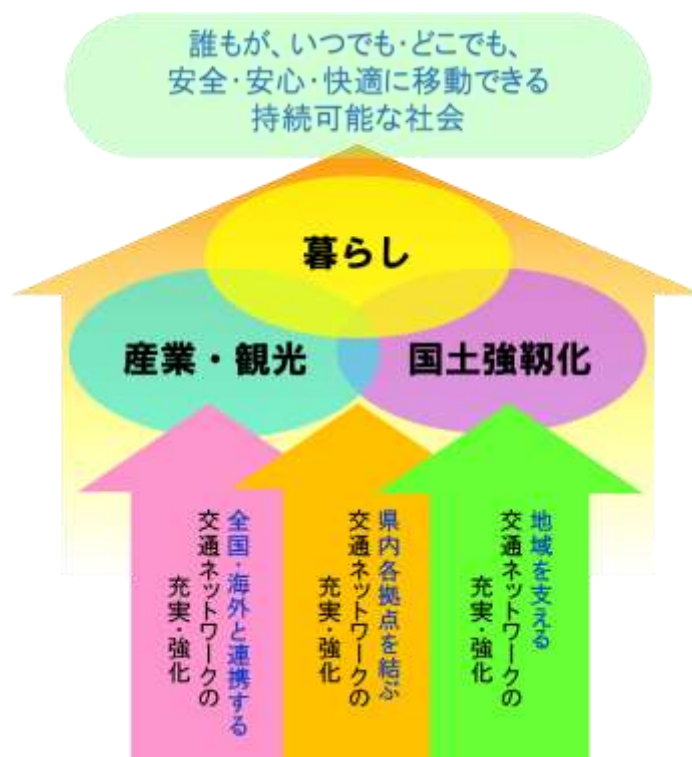 誰もが、いつでも・どこでも、
安全・安心・快適に移動できる
持続可能な社会
暮らし
産業・観光
国土強靱化
全国・海外と連携する
交通ネットワークの
充実・強化
県内各拠点を結ぶ
交通ネットワークの
充実・強化
地域を支える
交通ネットワークの
充実・強化